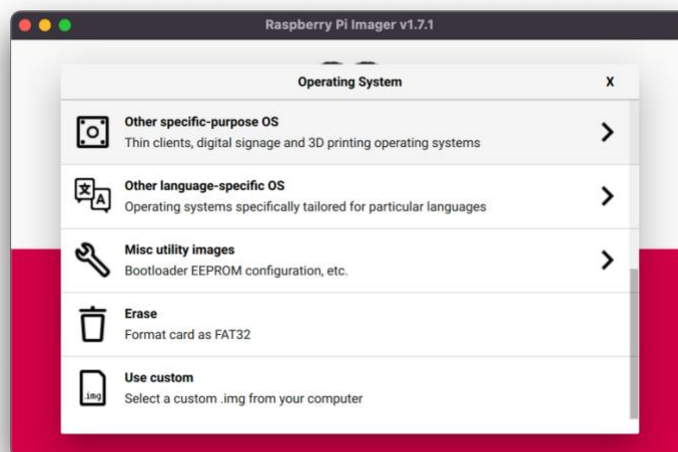 Raspberry Pi Imager v1.7.1
Operating System
X
Other specific-purpose OS
Thin clients, digital signage and 3D printing operating systems
文
A
Other language-specific OS
Operating systems specifically tailored for particular languages
Misc utility images
Bootloader EEPROM configuration, etc.
Erase
Format card as FAT32
.img
Use custom
Select a custom .img from your computer